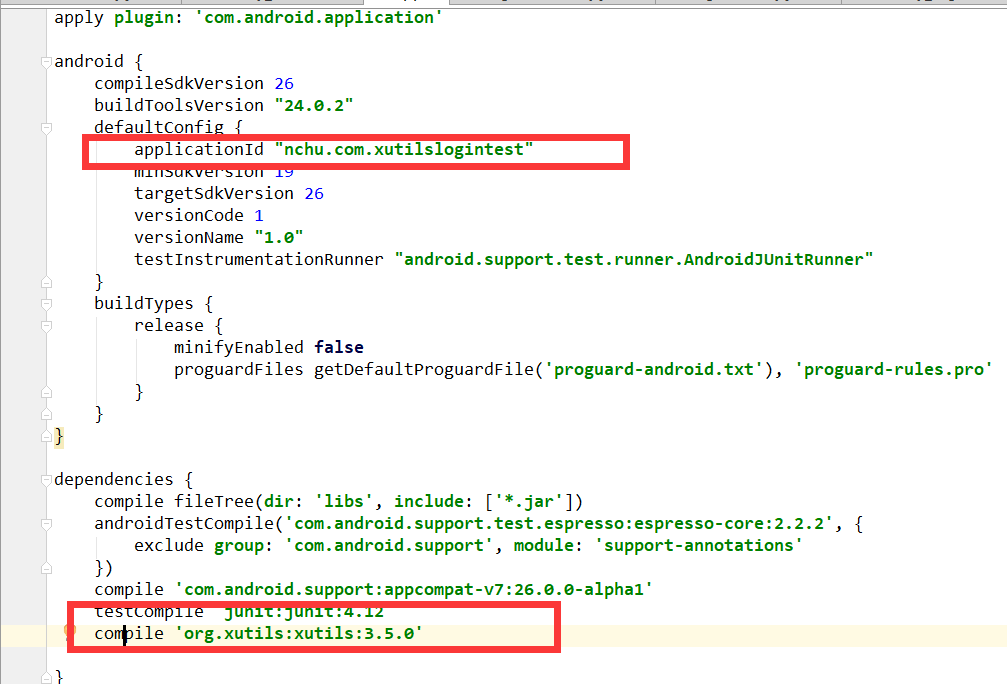 apply plugin: 'com.android.application'
android {
compileSdkVersion 26
buildToolsVersion "24.0.2"
defaultConfig {
applicationId "nchu.com.xutilslogintest"
minSdkVersion 19
targetSdkVersion 26
versionCode 1
versionName "1.0"
testInstrumentationRunner "android.support.test.runner.AndroidJUnitRunner"
}
buildTypes {
release {
minifyEnabled false
proguardFiles getDefaultProguardFile('proguard-android.txt'), 'proguard-rules.pro'
}
}
}
dependencies {
compile fileTree(dir: 'libs', include: ['*.jar'])
androidTestCompile('com.android.support.test.espresso:espresso-core:2.2.2', {
exclude group: 'com.android.support', module: 'support-annotations'
})
compile 'com.android.support:appcompat-v7:26.0.0-alpha1'
testCompile 'junit:junit:4.12'
compile 'org.xutils:xutils:3.5.0'
}